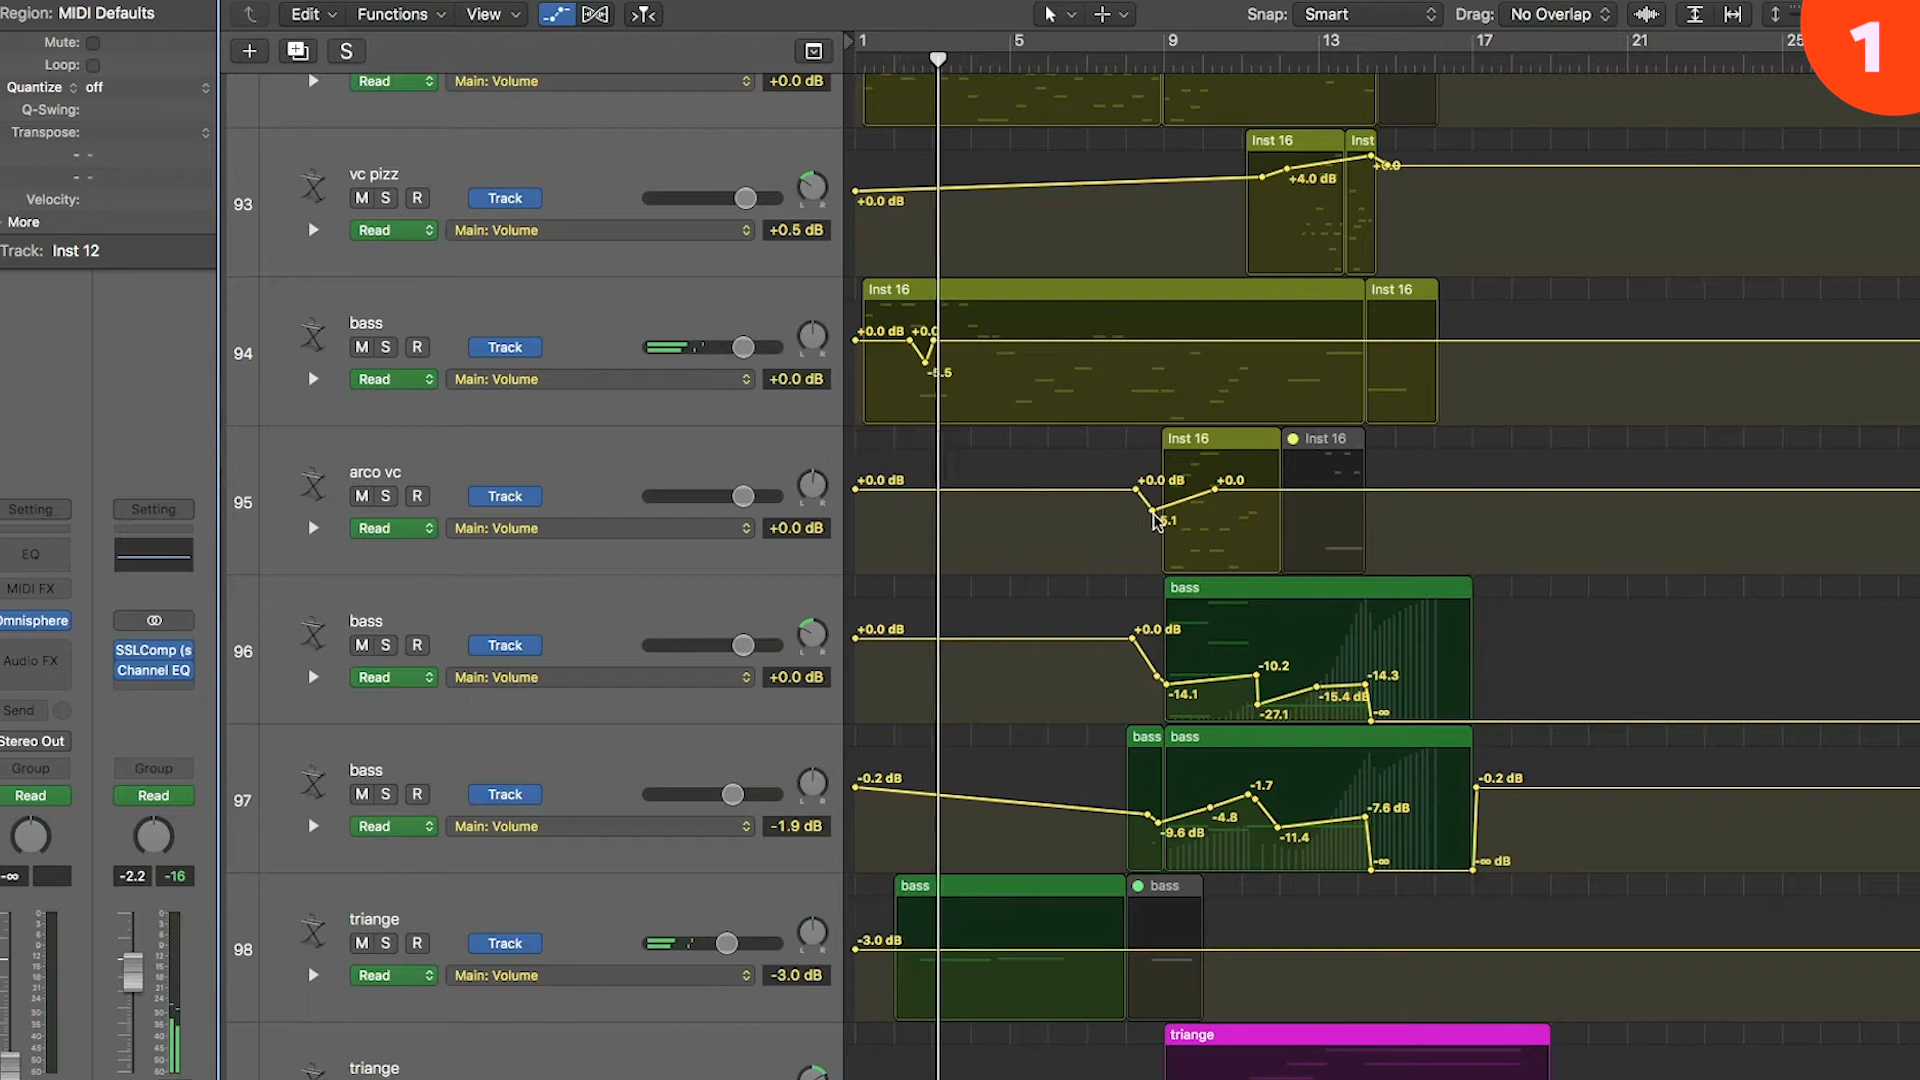 Region: MIDI Defaults
Mute:
Loop:
Quantize off
Q-Swing:
Transpose:
- -
- -
Velocity:
More
Track: Inst 12
Setting Setting
EQ
MIDI FX
Omnisphere
Audio FX
SSLComp (s
Channel EQ
Send
Stereo Out
Group Group
Read Read
-∞ -2.2 -16
Edit Functions View
Snap: Smart Drag: No Overlap
1
S
1 5 9 13 17 21 25
Read Main: Volume +0.0 dB
93 vc pizz
M S R Track L R
Read Main: Volume +0.5 dB
Inst 16 Inst
+0.0 dB +4.0 dB +0.0
94 bass
M S R Track L R
Read Main: Volume +0.0 dB
Inst 16 Inst 16
+0.0 dB +0.0
-5.5
95 arco vc
M S R Track L R
Read Main: Volume +0.0 dB
Inst 16 Inst 16
+0.0 dB +0.0 dB +0.0
5.1
96 bass
M S R Track L R
Read Main: Volume +0.0 dB
bass
+0.0 dB +0.0 dB
-14.1 -10.2 -27.1 -15.4 dB -14.3 -∞
97 bass
M S R Track L R
Read Main: Volume -1.9 dB
bass bass
-0.2 dB -9.6 dB -4.8 -1.7 -11.4 -7.6 dB -∞ -∞ dB -0.2 dB
98 triange
M S R Track L R
Read Main: Volume -3.0 dB
bass bass
-3.0 dB
triange
triange